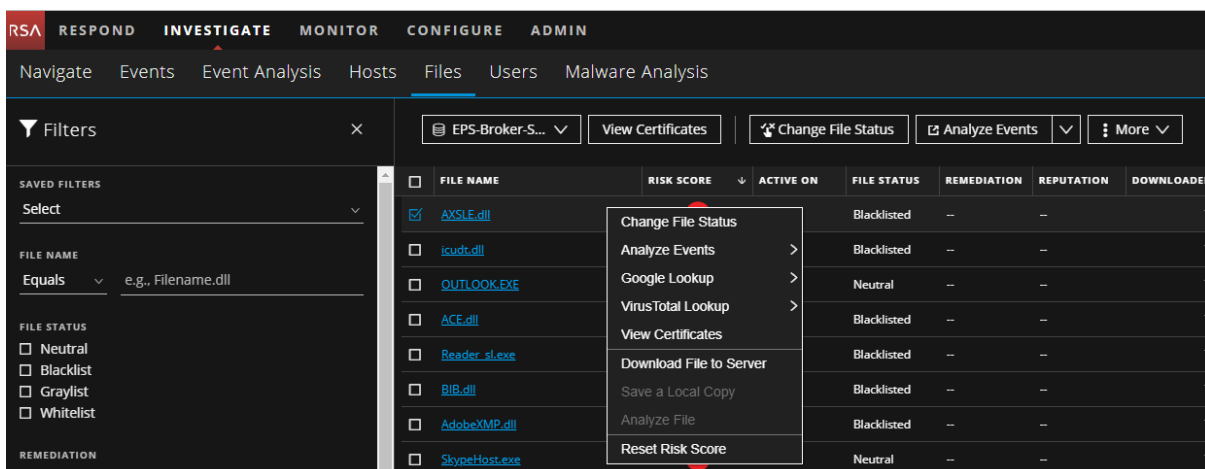 RSA RESPOND INVESTIGATE MONITOR CONFIGURE ADMIN
Navigate Events Event Analysis Hosts Files Users Malware Analysis
Filters
EPS-Broker-S... View Certificates Change File Status Analyze Events More
SAVED FILTERS
Select
FILE NAME
Equals e.g., Filename.dll
FILE STATUS
Neutral
Blacklist
Graylist
Whitelist
REMEDIATION
FILE NAME RISK SCORE ACTIVE ON FILE STATUS REMEDIATION REPUTATION DOWNLOADE
AXSLE.dll Blacklisted -- --
icudt.dll Blacklisted -- --
OUTLOOK.EXE Neutral -- --
ACE.dll Blacklisted -- --
Reader_sl.exe Blacklisted -- --
BIB.dll Blacklisted -- --
AdobeXMP.dll Blacklisted -- --
SkypeHost.exe Neutral -- --
Change File Status
Analyze Events
Google Lookup
VirusTotal Lookup
View Certificates
Download File to Server
Save a Local Copy
Analyze File
Reset Risk Score